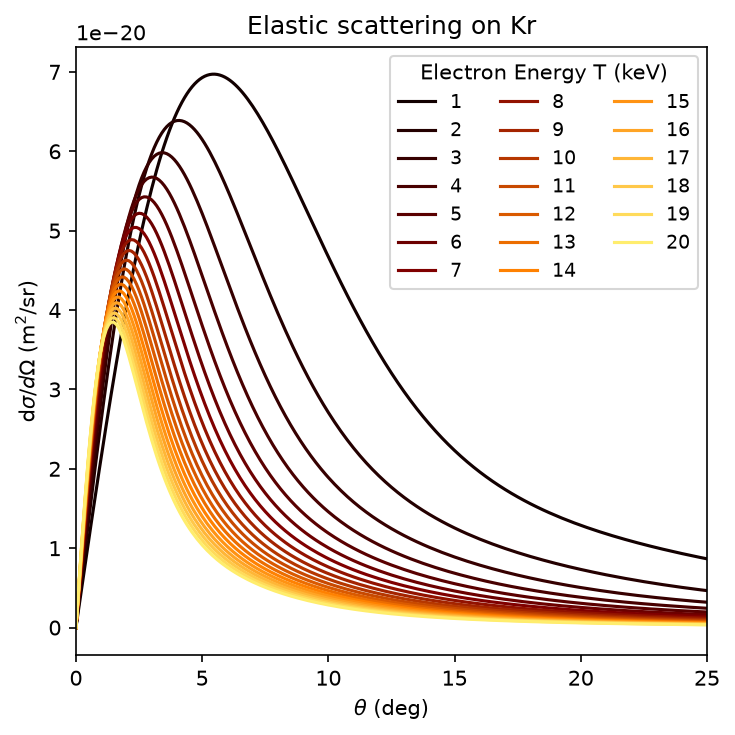 Elastic scattering on Kr
1e−20
Electron Energy T (keV)
1 8 15
2 9 16
3 10 17
4 11 18
5 12 19
6 13 20
7 14
7
6
5
4
3
2
1
0
dσ/dΩ (m²/sr)
0 5 10 15 20 25
θ (deg)